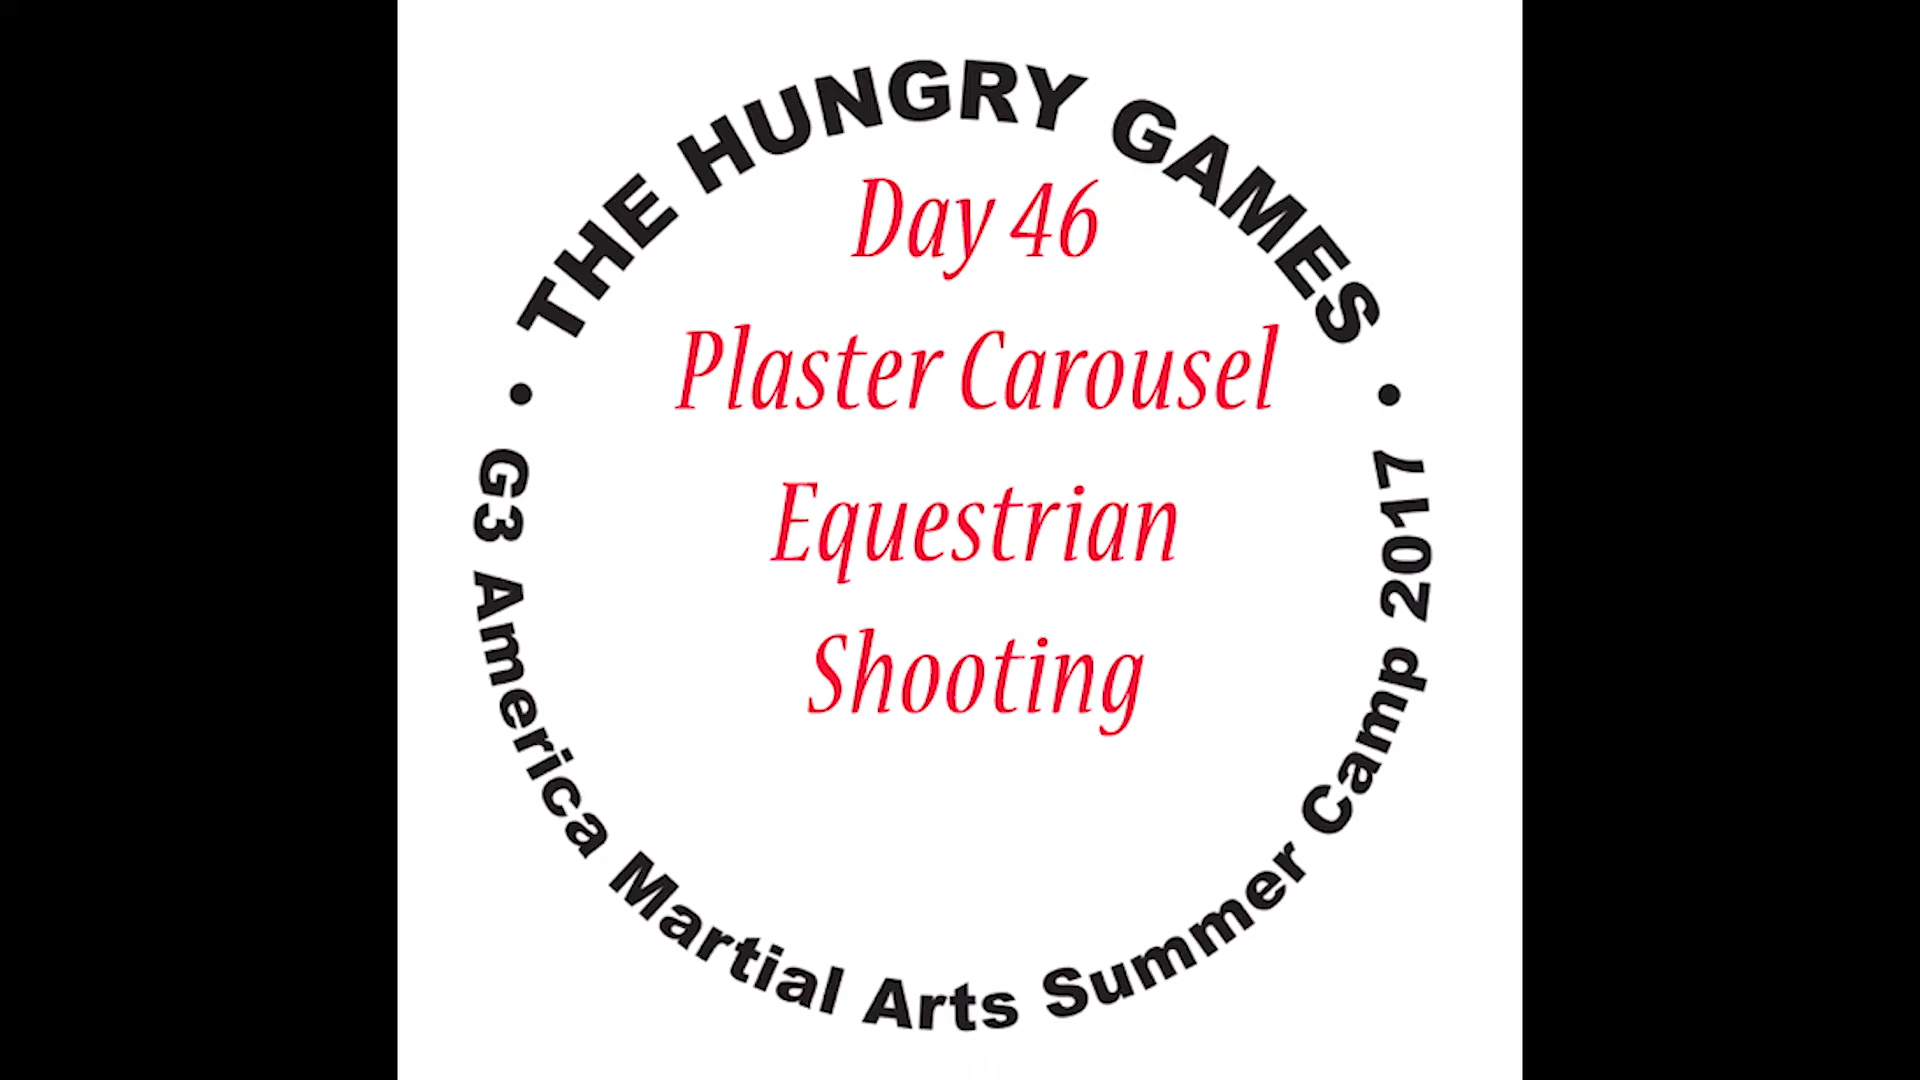 THE HUNGRY GAMES
Day 46
Plaster Carousel
Equestrian
Shooting
• G3 America Martial Arts Summer Camp 2017 •